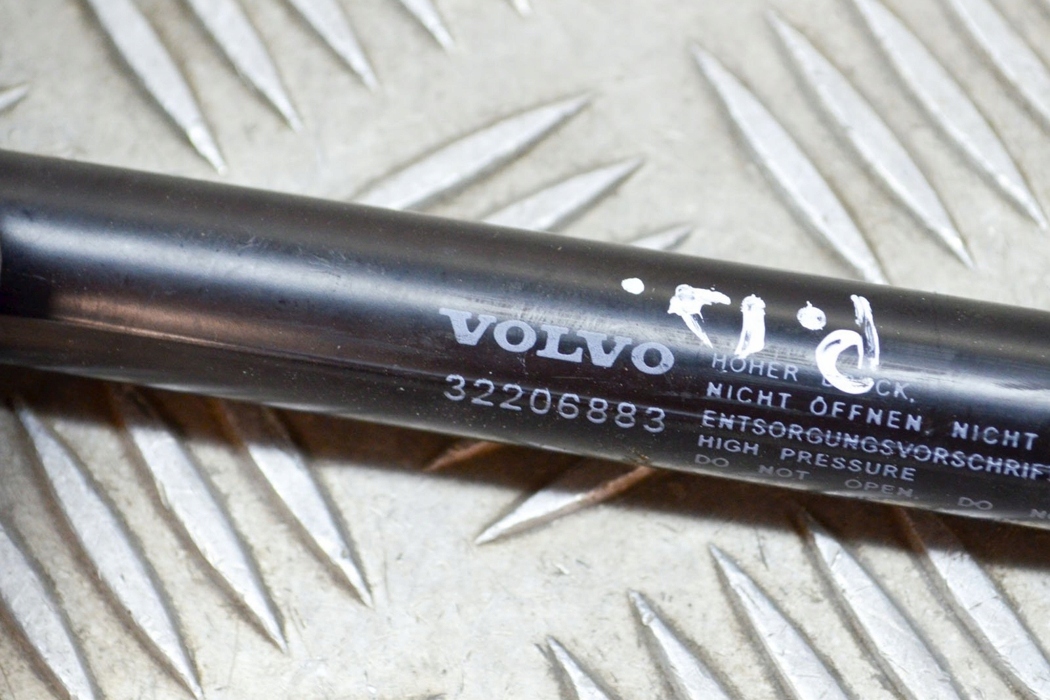 VOLVO
32206883
HOHER
NICHT ÖFFNEN. NICHT
ENTSORGUNGSVORSCHRIF
HIGH PRESSURE
DO NOT OPEN. DO